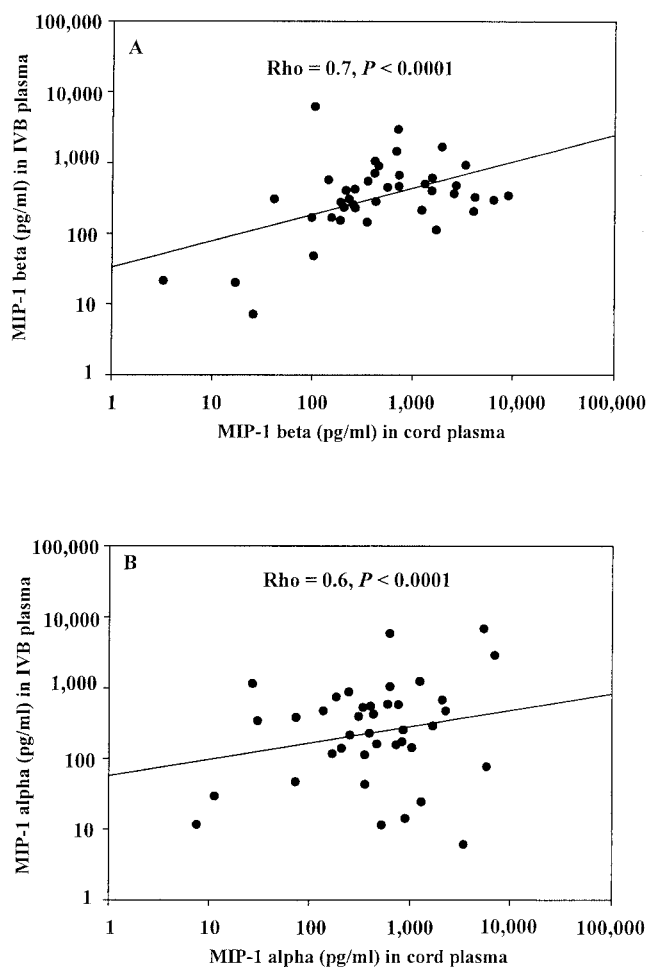 A
Rho = 0.7, P < 0.0001
MIP-1 beta (pg/ml) in IVB plasma
100,000
10,000
1,000
100
10
1
1 10 100 1,000 10,000 100,000
MIP-1 beta (pg/ml) in cord plasma
B
Rho = 0.6, P < 0.0001
MIP-1 alpha (pg/ml) in IVB plasma
100,000
10,000
1,000
100
10
1
1 10 100 1,000 10,000 100,000
MIP-1 alpha (pg/ml) in cord plasma